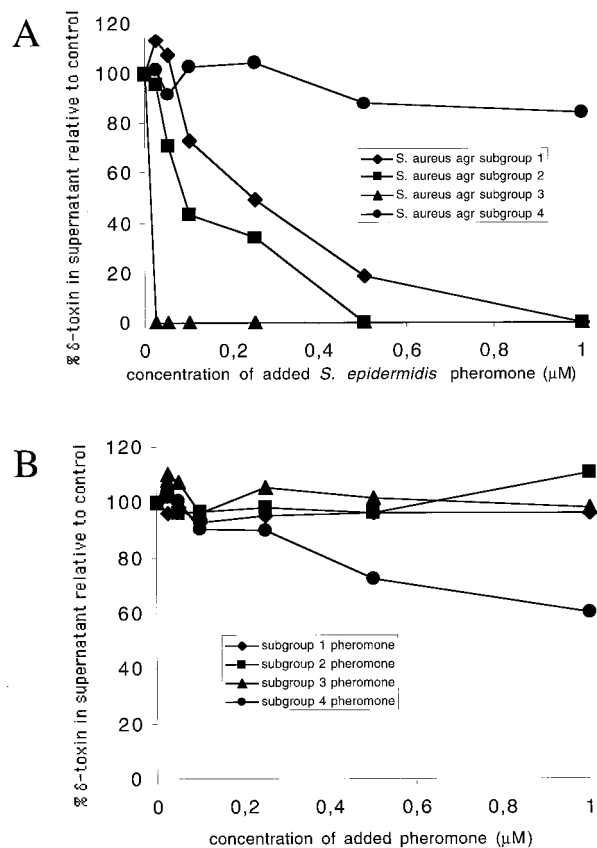 A
% δ-toxin in supernatant relative to control
120
100
80
60
40
20
0
S. aureus agr subgroup 1
S. aureus agr subgroup 2
S. aureus agr subgroup 3
S. aureus agr subgroup 4
0 0,2 0,4 0,6 0,8 1
concentration of added S. epidermidis pheromone (μM)
B
% δ-toxin in supernatant relative to control
120
100
80
60
40
20
0
subgroup 1 pheromone
subgroup 2 pheromone
subgroup 3 pheromone
subgroup 4 pheromone
0 0,2 0,4 0,6 0,8 1
concentration of added pheromone (μM)